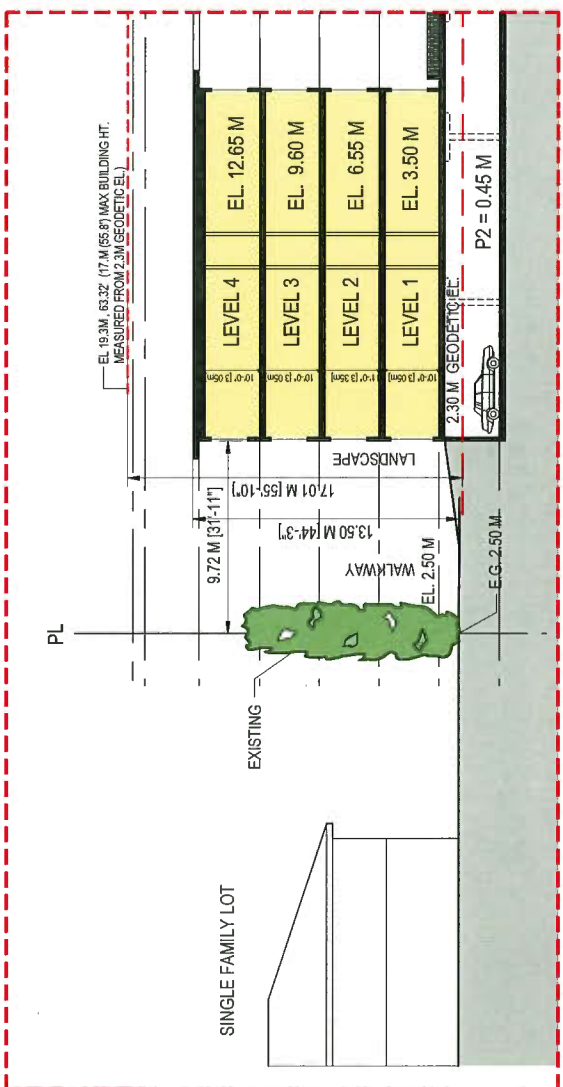 EL 19.3M , 63.32' (17.M (55.8') MAX BUILDING HT.
MEASURED FROM 2.3M GEODETIC EL.)
PL
EXISTING
SINGLE FAMILY LOT
9.72 M [31'-11"]
17.01 M [55'-10"]
13.50 M [44'-3"]
LANDSCAPE
WALKWAY
EL. 2.50 M
E.G. 2.50 M
10'-0" [3.05m]
LEVEL 4
EL. 12.65 M
10'-0" [3.05m]
LEVEL 3
EL. 9.60 M
11'-0" [3.35m]
LEVEL 2
EL. 6.55 M
10'-0" [3.05m]
LEVEL 1
EL. 3.50 M
2.30 M GEODETIC EL.
P2 = 0.45 M